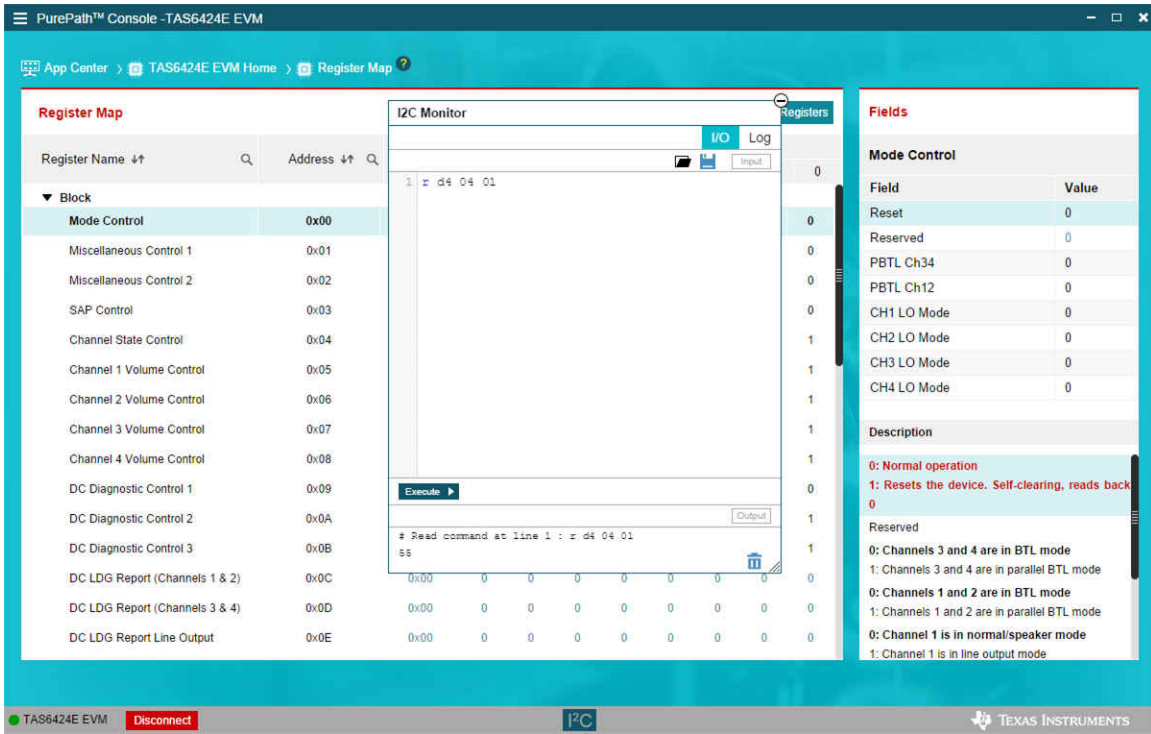 PurePath™ Console -TAS6424E EVM
App Center > TAS6424E EVM Home > Register Map ?
Register Map
Registers
Register Name
Address
0
Block
Mode Control 0x00 0
Miscellaneous Control 1 0x01 0
Miscellaneous Control 2 0x02 0
SAP Control 0x03 0
Channel State Control 0x04 1
Channel 1 Volume Control 0x05 1
Channel 2 Volume Control 0x06 1
Channel 3 Volume Control 0x07 1
Channel 4 Volume Control 0x08 1
DC Diagnostic Control 1 0x09 0
DC Diagnostic Control 2 0x0A 1
DC Diagnostic Control 3 0x0B 1
DC LDG Report (Channels 1 & 2) 0x0C 0x00 0 0 0 0 0 0 0 0
DC LDG Report (Channels 3 & 4) 0x0D 0x00 0 0 0 0 0 0 0 0
DC LDG Report Line Output 0x0E 0x00 0 0 0 0 0 0 0 0
I2C Monitor
I/O Log
Input
1 r d4 04 01
Execute
Output
# Read command at line 1 : r d4 04 01
55
Fields
Mode Control
Field Value
Reset 0
Reserved 0
PBTL Ch34 0
PBTL Ch12 0
CH1 LO Mode 0
CH2 LO Mode 0
CH3 LO Mode 0
CH4 LO Mode 0
Description
0: Normal operation
1: Resets the device. Self-clearing, reads back
0
Reserved
0: Channels 3 and 4 are in BTL mode
1: Channels 3 and 4 are in parallel BTL mode
0: Channels 1 and 2 are in BTL mode
1: Channels 1 and 2 are in parallel BTL mode
0: Channel 1 is in normal/speaker mode
1: Channel 1 is in line output mode
TAS6424E EVM
Disconnect
I²C
TEXAS INSTRUMENTS